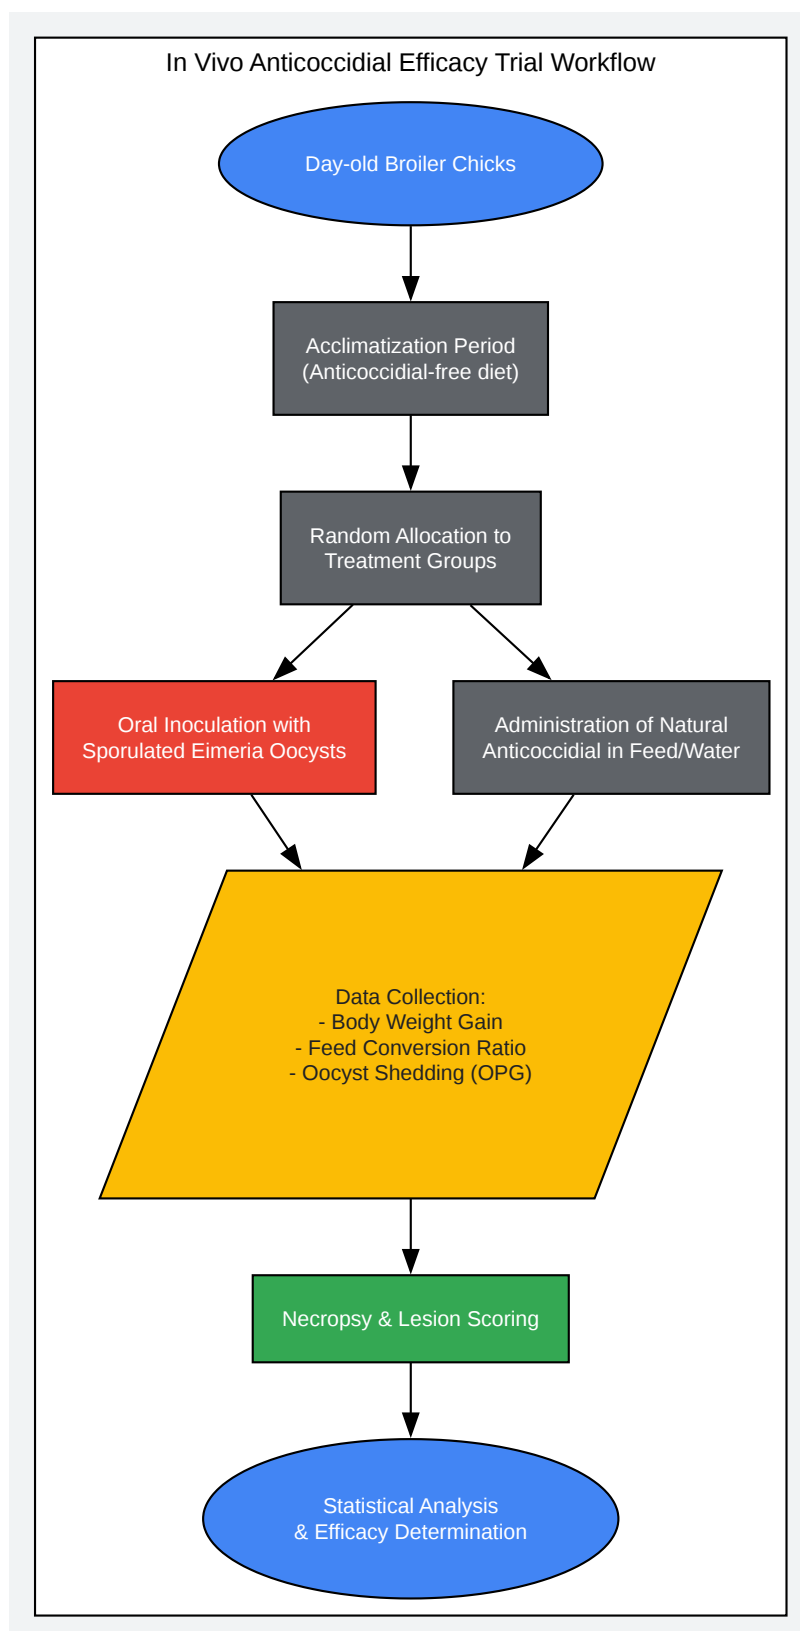 In Vivo Anticoccidial Efficacy Trial Workflow
Day-old Broiler Chicks
Acclimatization Period
(Anticoccidial-free diet)
Random Allocation to
Treatment Groups
Oral Inoculation with
Sporulated Eimeria Oocysts
Administration of Natural
Anticoccidial in Feed/Water
Data Collection:
- Body Weight Gain
- Feed Conversion Ratio
- Oocyst Shedding (OPG)
Necropsy & Lesion Scoring
Statistical Analysis
& Efficacy Determination